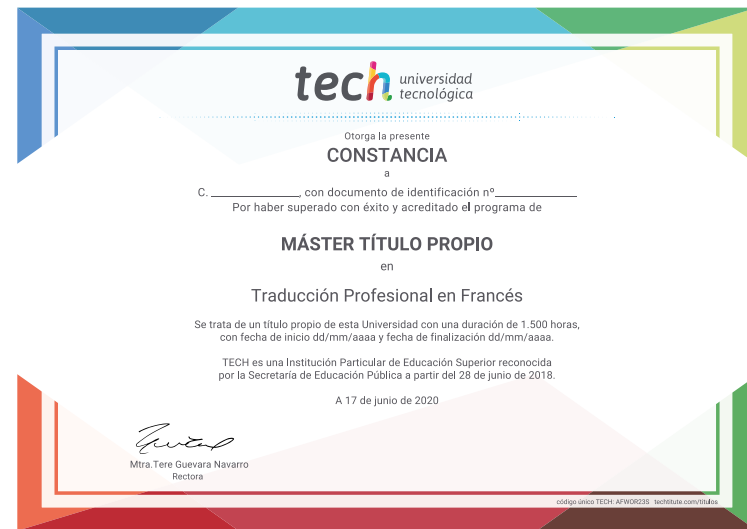 tech universidad
tecnológica
Otorga la presente
CONSTANCIA
a
C. ________________, con documento de identificación nº______________
Por haber superado con éxito y acreditado el programa de
MÁSTER TÍTULO PROPIO
en
Traducción Profesional en Francés
Se trata de un título propio de esta Universidad con una duración de 1.500 horas,
con fecha de inicio dd/mm/aaaa y fecha de finalización dd/mm/aaaa.
TECH es una Institución Particular de Educación Superior reconocida
por la Secretaría de Educación Pública a partir del 28 de junio de 2018.
A 17 de junio de 2020
Mtra.Tere Guevara Navarro
Rectora
código único TECH: AFWOR23S techtitute.com/titulos